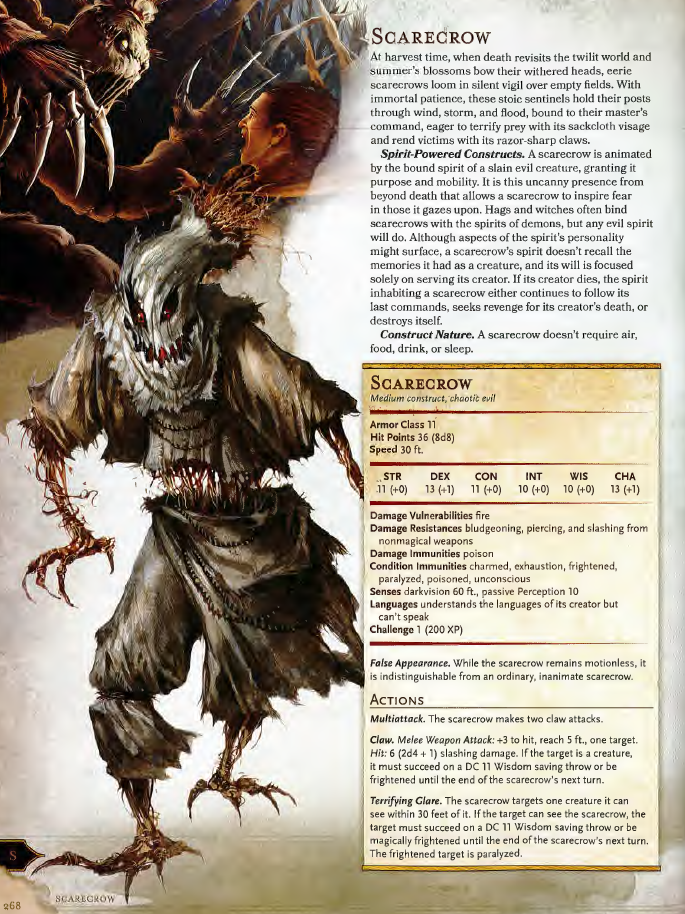 SCARECROW
At harvest time, when death revisits the twilit world and
summer's blossoms bow their withered heads, eerie
scarecrows loom in silent vigil over empty fields. With
immortal patience, these stoic sentinels hold their posts
through wind, storm, and flood, bound to their master's
command, eager to terrify prey with its sackcloth visage
and rend victims with its razor-sharp claws.
Spirit-Powered Constructs. A scarecrow is animated
by the bound spirit of a slain evil creature, granting it
purpose and mobility. It is this uncanny presence from
beyond death that allows a scarecrow to inspire fear
in those it gazes upon. Hags and witches often bind
scarecrows with the spirits of demons, but any evil spirit
will do. Although aspects of the spirit's personality
might surface, a scarecrow's spirit doesn't recall the
memories it had as a creature, and its will is focused
solely on serving its creator. If its creator dies, the spirit
inhabiting a scarecrow either continues to follow its
last commands, seeks revenge for its creator's death, or
destroys itself.
Construct Nature. A scarecrow doesn't require air,
food, drink, or sleep.
SCARECROW
Medium construct, chaotic evil
Armor Class 11
Hit Points 36 (8d8)
Speed 30 ft.
STR DEX CON INT WIS CHA
11 (+0) 13 (+1) 11 (+0) 10 (+0) 10 (+0) 13 (+1)
Damage Vulnerabilities fire
Damage Resistances bludgeoning, piercing, and slashing from
nonmagical weapons
Damage Immunities poison
Condition Immunities charmed, exhaustion, frightened,
paralyzed, poisoned, unconscious
Senses darkvision 60 ft., passive Perception 10
Languages understands the languages of its creator but
can't speak
Challenge 1 (200 XP)
False Appearance. While the scarecrow remains motionless, it
is indistinguishable from an ordinary, inanimate scarecrow.
ACTIONS
Multiattack. The scarecrow makes two claw attacks.
Claw. Melee Weapon Attack: +3 to hit, reach 5 ft., one target.
Hit: 6 (2d4 + 1) slashing damage. If the target is a creature,
it must succeed on a DC 11 Wisdom saving throw or be
frightened until the end of the scarecrow's next turn.
Terrifying Glare. The scarecrow targets one creature it can
see within 30 feet of it. If the target can see the scarecrow, the
target must succeed on a DC 11 Wisdom saving throw or be
magically frightened until the end of the scarecrow's next turn.
The frightened target is paralyzed.
S
SCARECROW
268